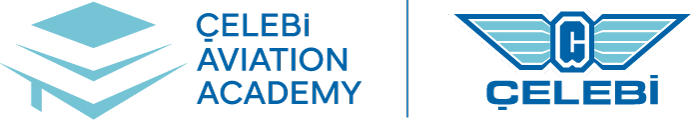 ÇELEBi
AVIATION
ACADEMY
Ç
ÇELEBİ